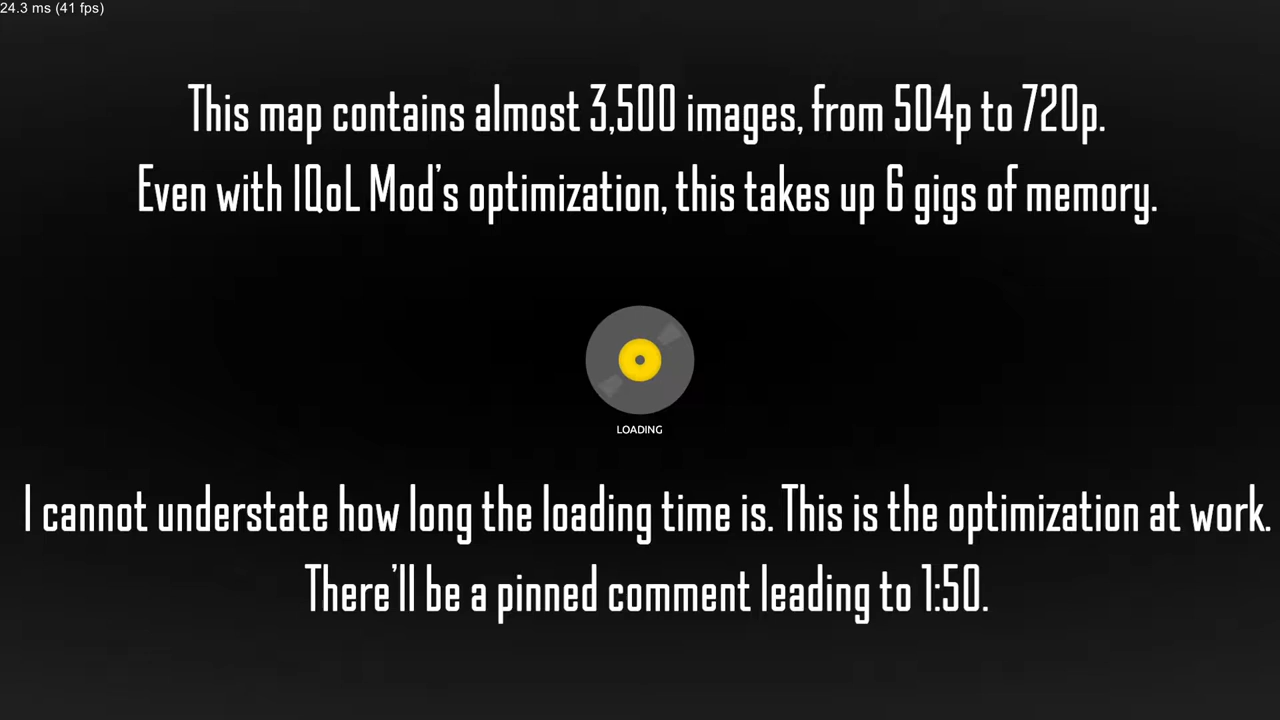 24.3 ms (41 fps)
This map contains almost 3,500 images, from 504p to 720p.
Even with IQoL Mod's optimization, this takes up 6 gigs of memory.
LOADING
I cannot understate how long the loading time is. This is the optimization at work.
There'll be a pinned comment leading to 1:50.